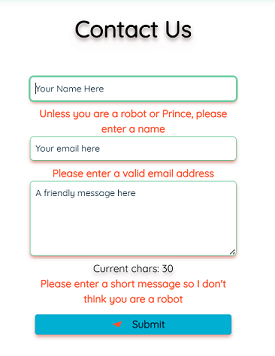 Contact Us
Your Name Here
Unless you are a robot or Prince, please
enter a name
Your email here
Please enter a valid email address
A friendly message here
Current chars: 30
Please enter a short message so I don't
think you are a robot
Submit